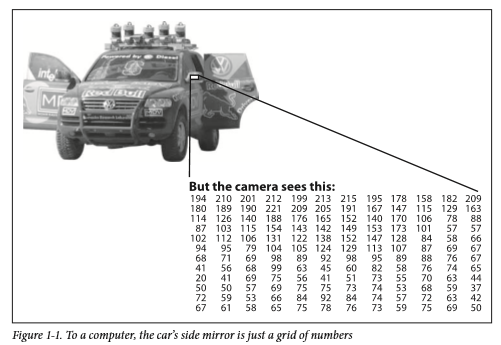 Powered by Diesel
Intel
Red Bull
But the camera sees this:
194 210 201 212 199 213 215 195 178 158 182 209
180 189 190 221 209 205 191 167 147 115 129 163
114 126 140 188 176 165 152 140 170 106 78 88
87 103 115 154 143 142 149 153 173 101 57 57
102 112 106 131 122 138 152 147 128 84 58 66
94 95 79 104 105 124 129 113 107 87 69 67
68 71 69 98 89 92 98 95 89 88 76 67
41 56 68 99 63 45 60 82 58 76 74 65
20 41 69 75 56 41 51 73 55 70 63 44
50 50 57 69 75 75 73 74 53 68 59 37
72 59 53 66 84 92 84 74 57 72 63 42
67 61 58 65 75 78 76 73 59 75 69 50
Figure 1-1. To a computer, the car's side mirror is just a grid of numbers